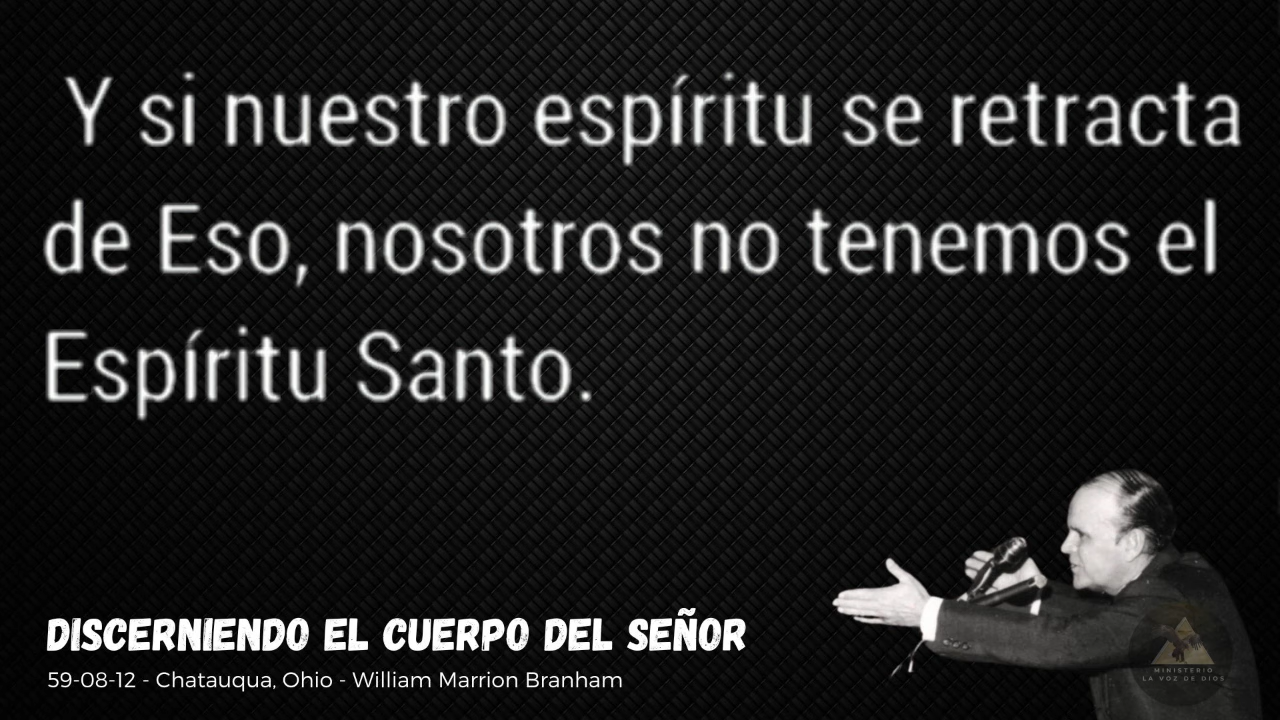 Y si nuestro espíritu se retracta
de Eso, nosotros no tenemos el
Espíritu Santo.
DISCERNIENDO EL CUERPO DEL SEÑOR
59-08-12 - Chatauqua, Ohio - William Marrion Branham
MINISTERIO
LA VOZ DE DIOS